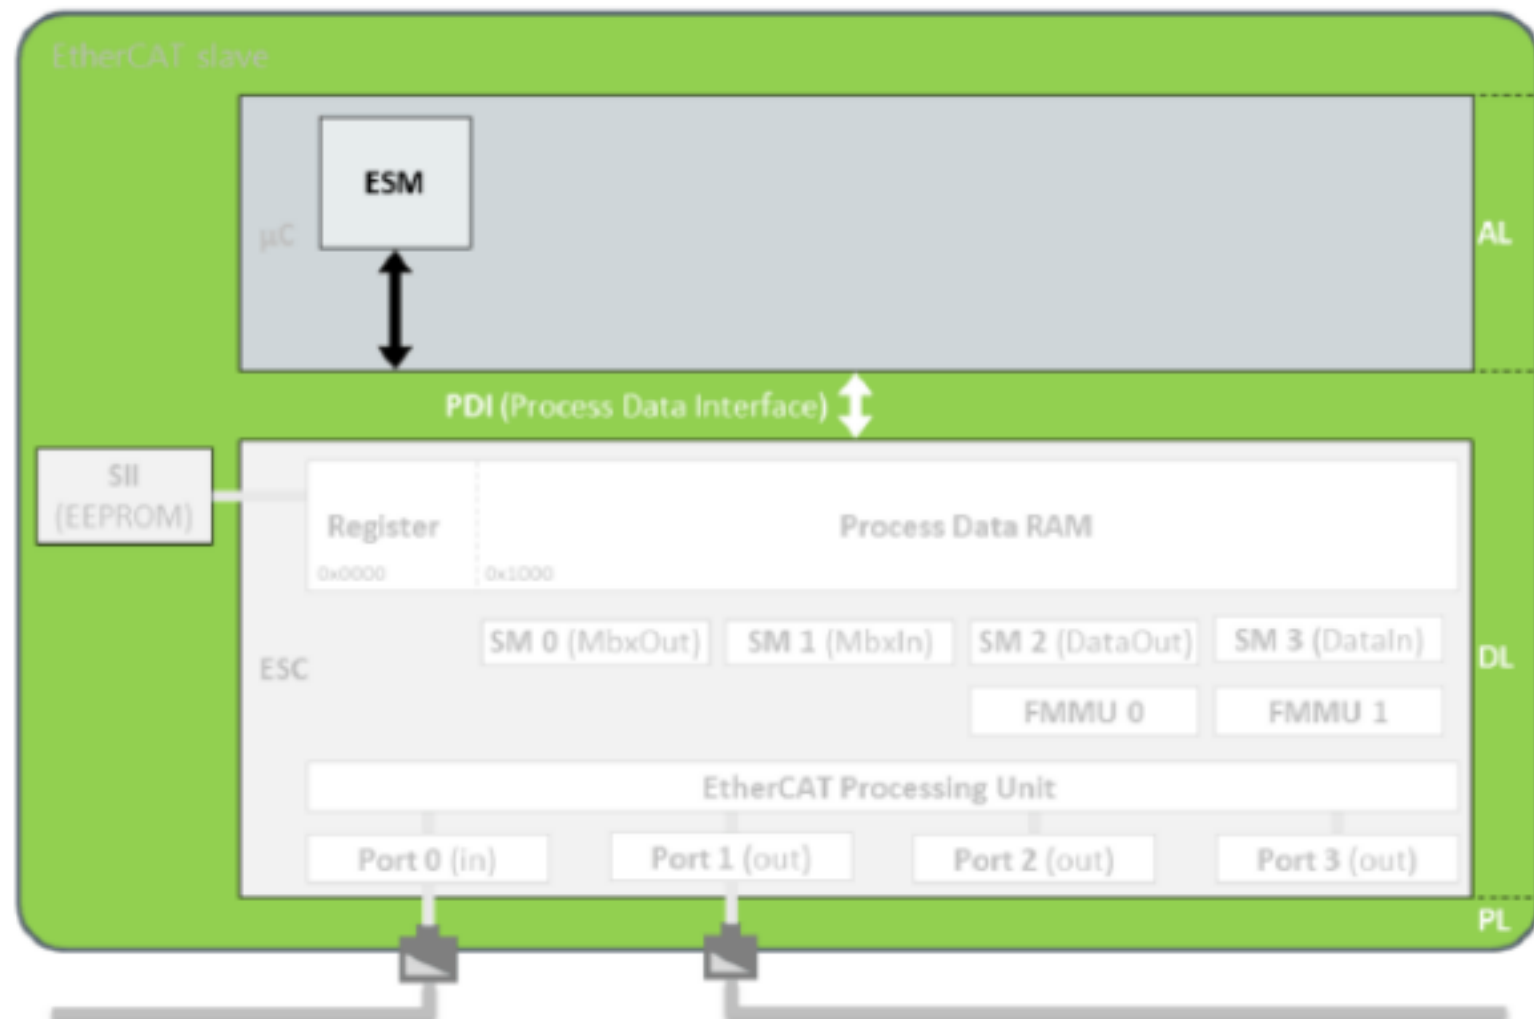 EtherCAT slave
ESM
µC
AL
PDI (Process Data Interface)
SII
(EEPROM)
Register
Process Data RAM
0x0000
0x1000
SM 0 (MbxOut)
SM 1 (MbxIn)
SM 2 (DataOut)
SM 3 (DataIn)
ESC
DL
FMMU 0
FMMU 1
EtherCAT Processing Unit
Port 0 (in)
Port 1 (out)
Port 2 (out)
Port 3 (out)
PL